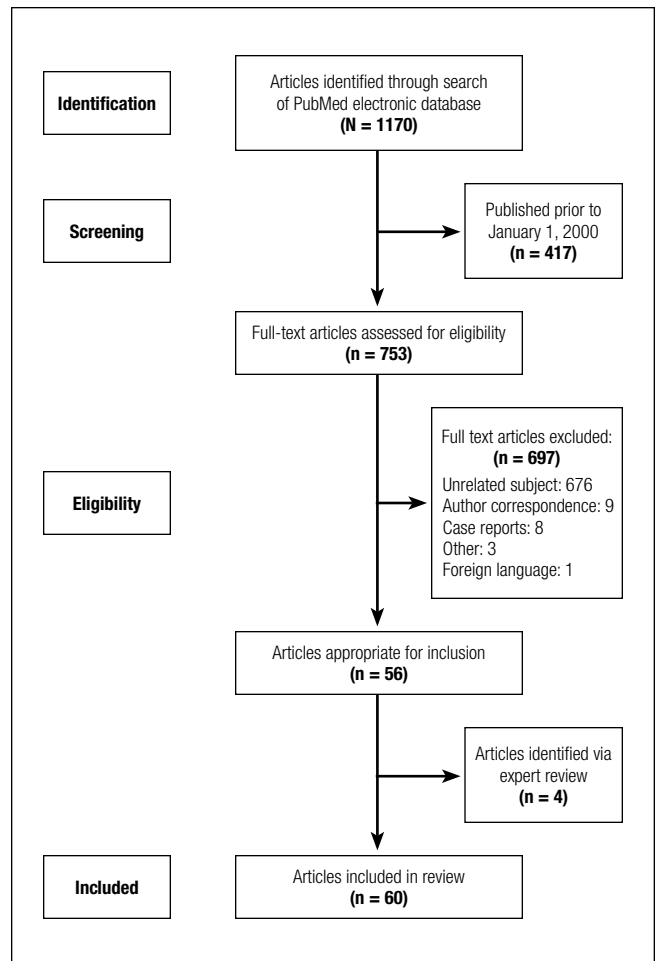 Identification
Articles identified through search
of PubMed electronic database
(N = 1170)
Screening
Published prior to
January 1, 2000
(n = 417)
Full-text articles assessed for eligibility
(n = 753)
Eligibility
Full text articles excluded:
(n = 697)
Unrelated subject: 676
Author correspondence: 9
Case reports: 8
Other: 3
Foreign language: 1
Articles appropriate for inclusion
(n = 56)
Articles identified via
expert review
(n = 4)
Included
Articles included in review
(n = 60)